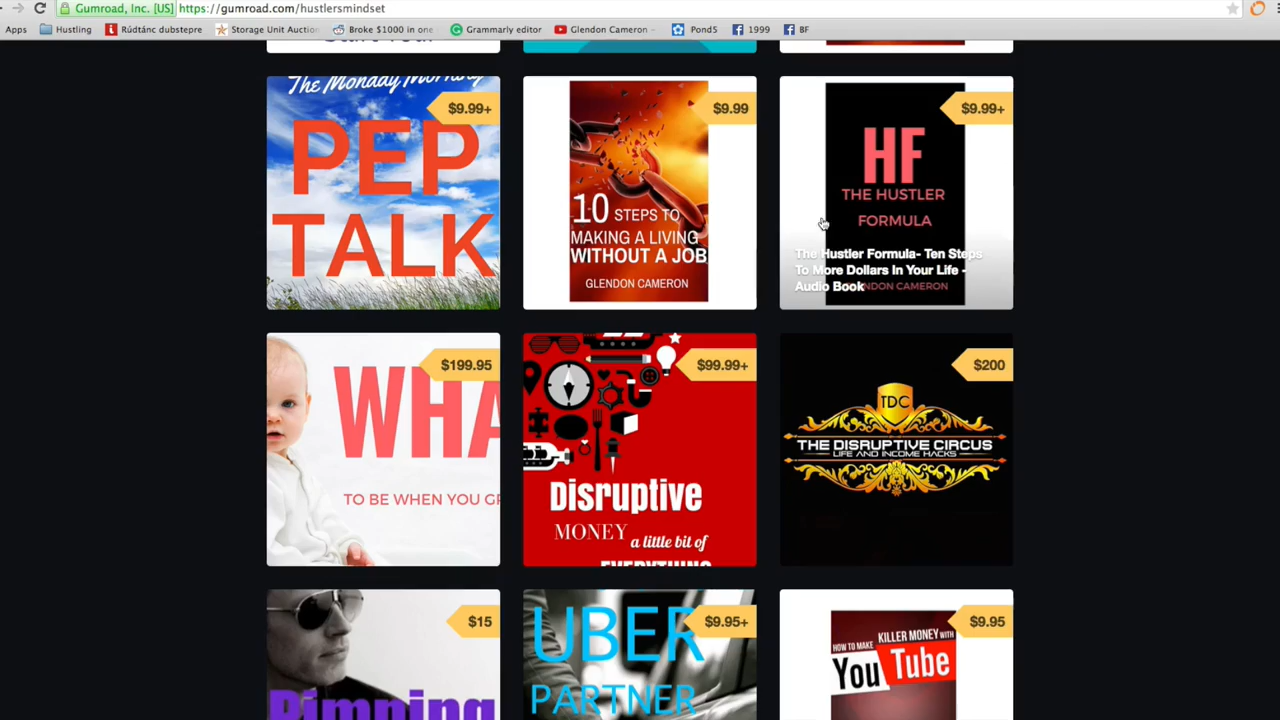 Gumroad, Inc. [US]
https://gumroad.com/hustlersmindset
Apps
Hustling
Rúdtánc dubstepre
Storage Unit Auctio
Broke $1000 in one
Grammarly editor
Glendon Cameron -
Pond5
1999
BF
The Monday Morning
PEP
TALK
$9.99+
10 STEPS TO
MAKING A LIVING
WITHOUT A JOB
GLENDON CAMERON
$9.99
HF
THE HUSTLER
FORMULA
$9.99+
The Hustler Formula- Ten Steps
To More Dollars In Your Life -
Audio Book
NDON CAMERON
WHA
TO BE WHEN YOU GR
$199.95
Disruptive
MONEY a little bit of
EVERYTHING
$99.99+
TDC
THE DISRUPTIVE CIRCUS
LIFE AND INCOME HACKS
$200
Pimping
$15
UBER
PARTNER
$9.95+
HOW TO MAKE KILLER MONEY WITH
YouTube
$9.95